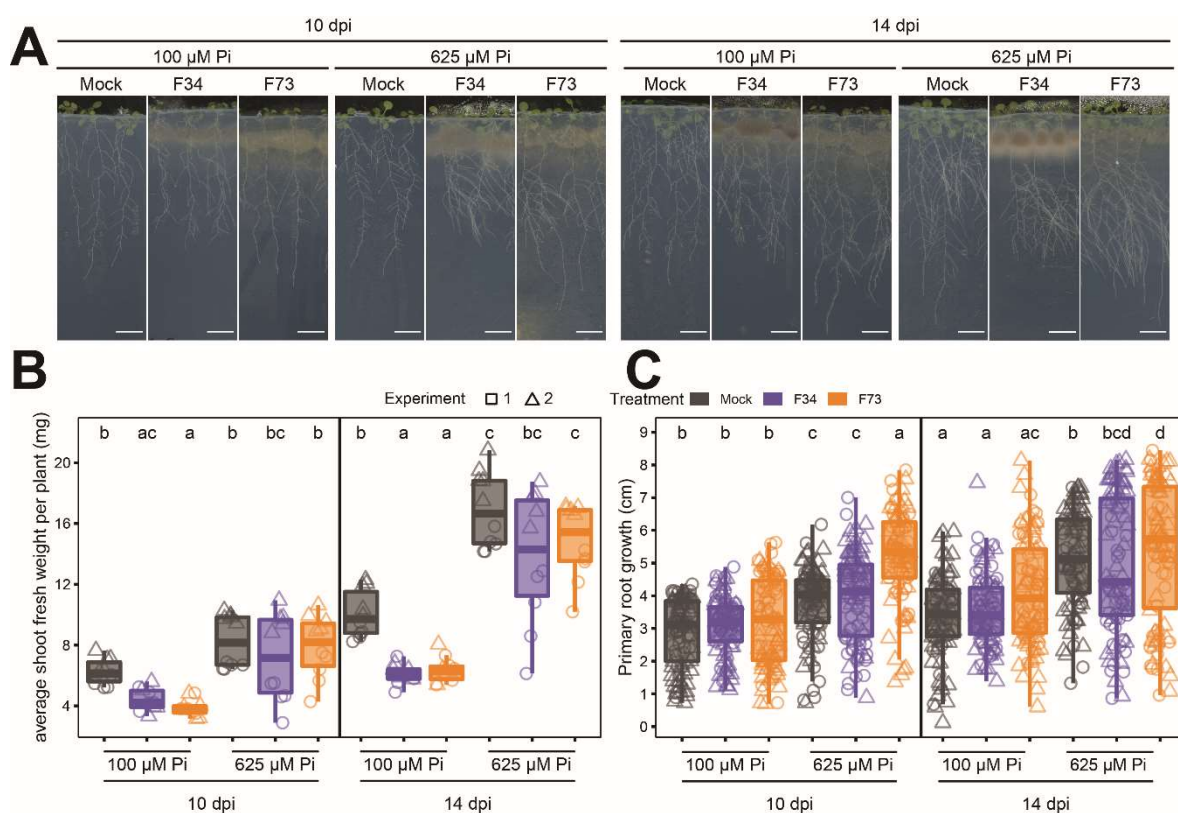 A
10 dpi
14 dpi
100 µM Pi
625 µM Pi
100 µM Pi
625 µM Pi
Mock F34 F73 Mock F34 F73 Mock F34 F73 Mock F34 F73
B
C
Experiment 1 2 Treatment Mock F34 F73
average shoot fresh weight per plant (mg)
20
16
12
8
4
b ac a b bc b b a a c bc c
100 µM Pi 625 µM Pi 100 µM Pi 625 µM Pi
10 dpi 14 dpi
Primary root growth (cm)
9
8
7
6
5
4
3
2
1
0
b b b c c a a a ac b bcd d
100 µM Pi 625 µM Pi 100 µM Pi 625 µM Pi
10 dpi 14 dpi